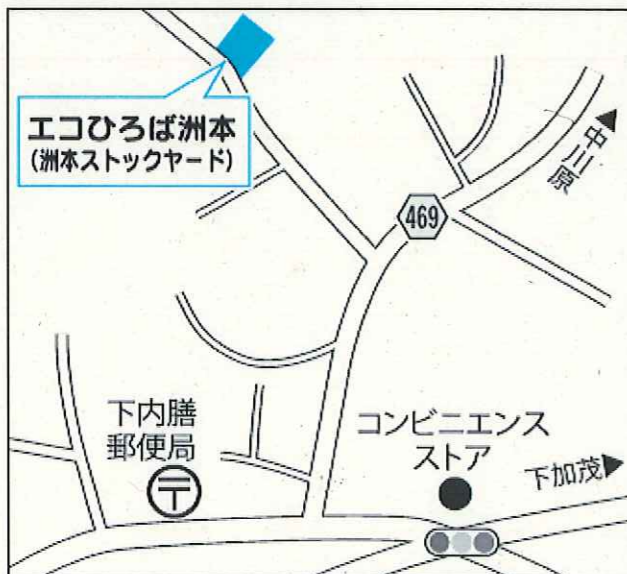 エコひろば洲本
(洲本ストックヤード)
469
中川原
下内膳
郵便局
〒
コンビニエンス
ストア
下加茂